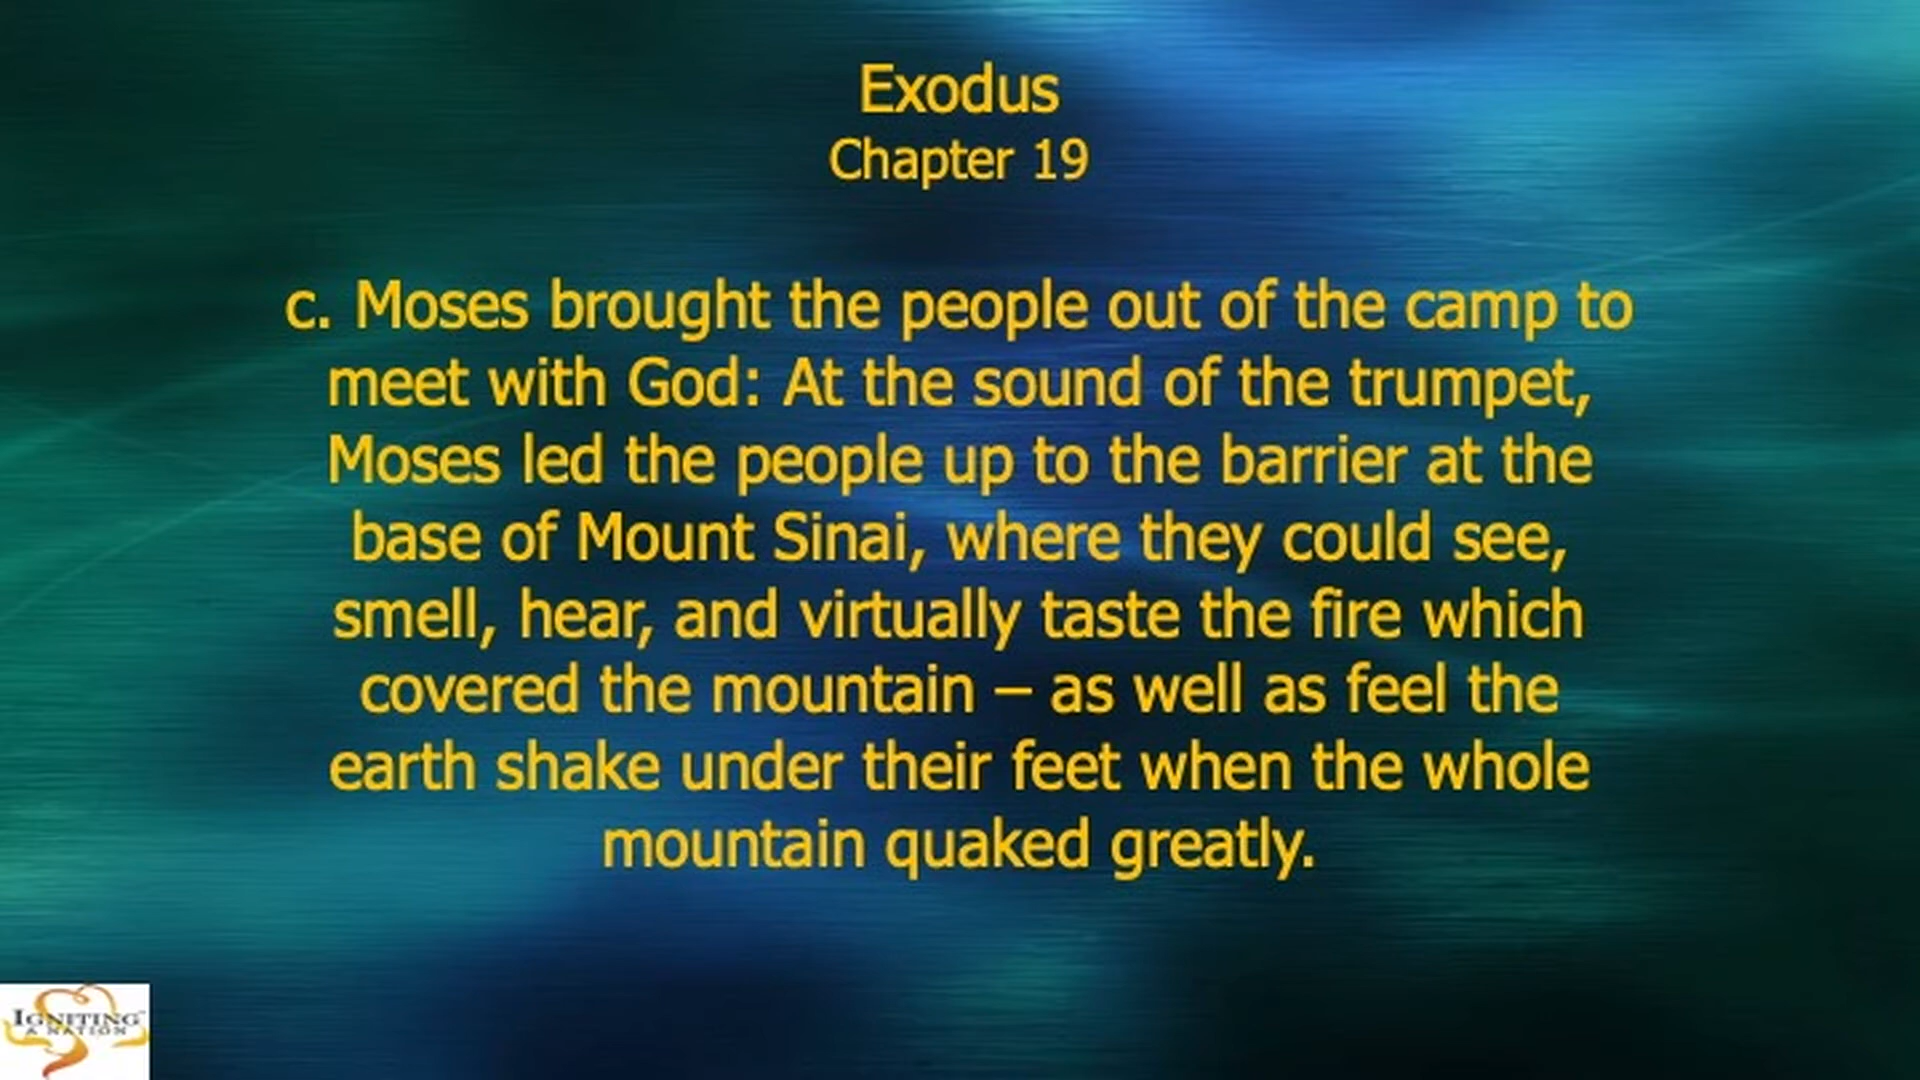 Exodus
Chapter 19
c. Moses brought the people out of the camp to
meet with God: At the sound of the trumpet,
Moses led the people up to the barrier at the
base of Mount Sinai, where they could see,
smell, hear, and virtually taste the fire which
covered the mountain – as well as feel the
earth shake under their feet when the whole
mountain quaked greatly.
IGNITING
A NATION